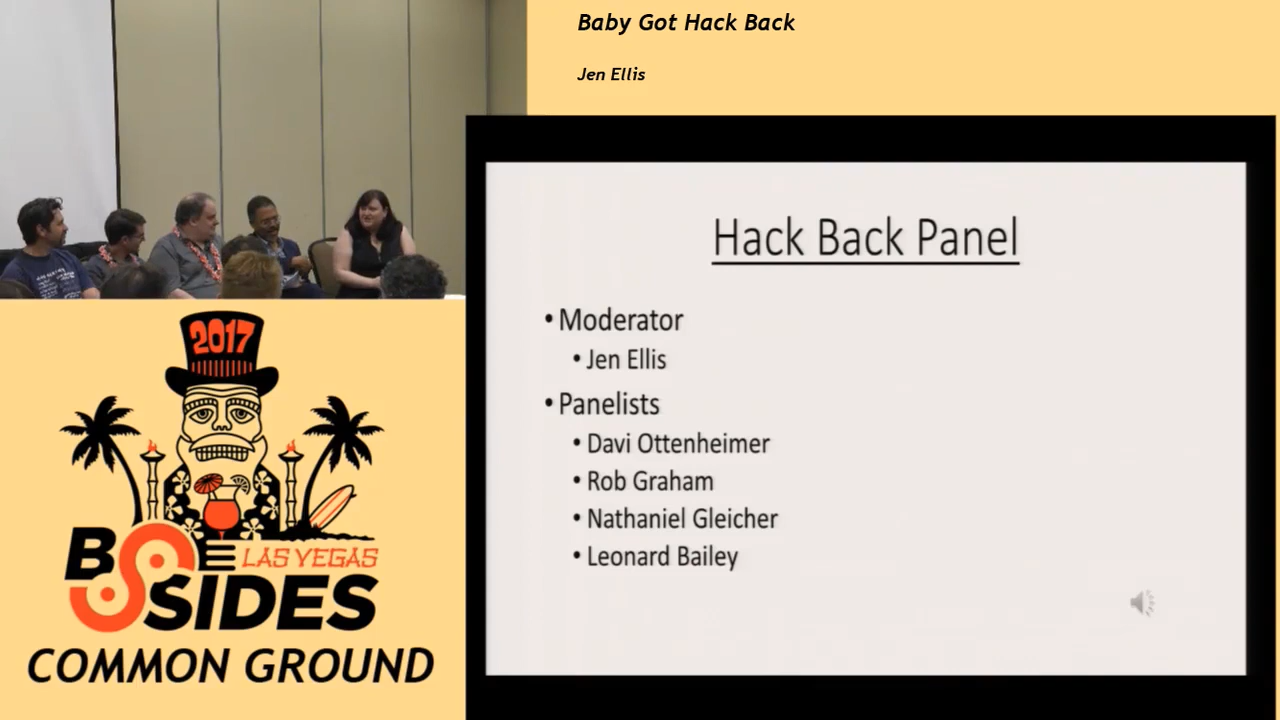 Baby Got Hack Back
Jen Ellis
Hack Back Panel
• Moderator
• Jen Ellis
• Panelists
• Davi Ottenheimer
• Rob Graham
• Nathaniel Gleicher
• Leonard Bailey
2017
BSIDES LAS VEGAS
COMMON GROUND